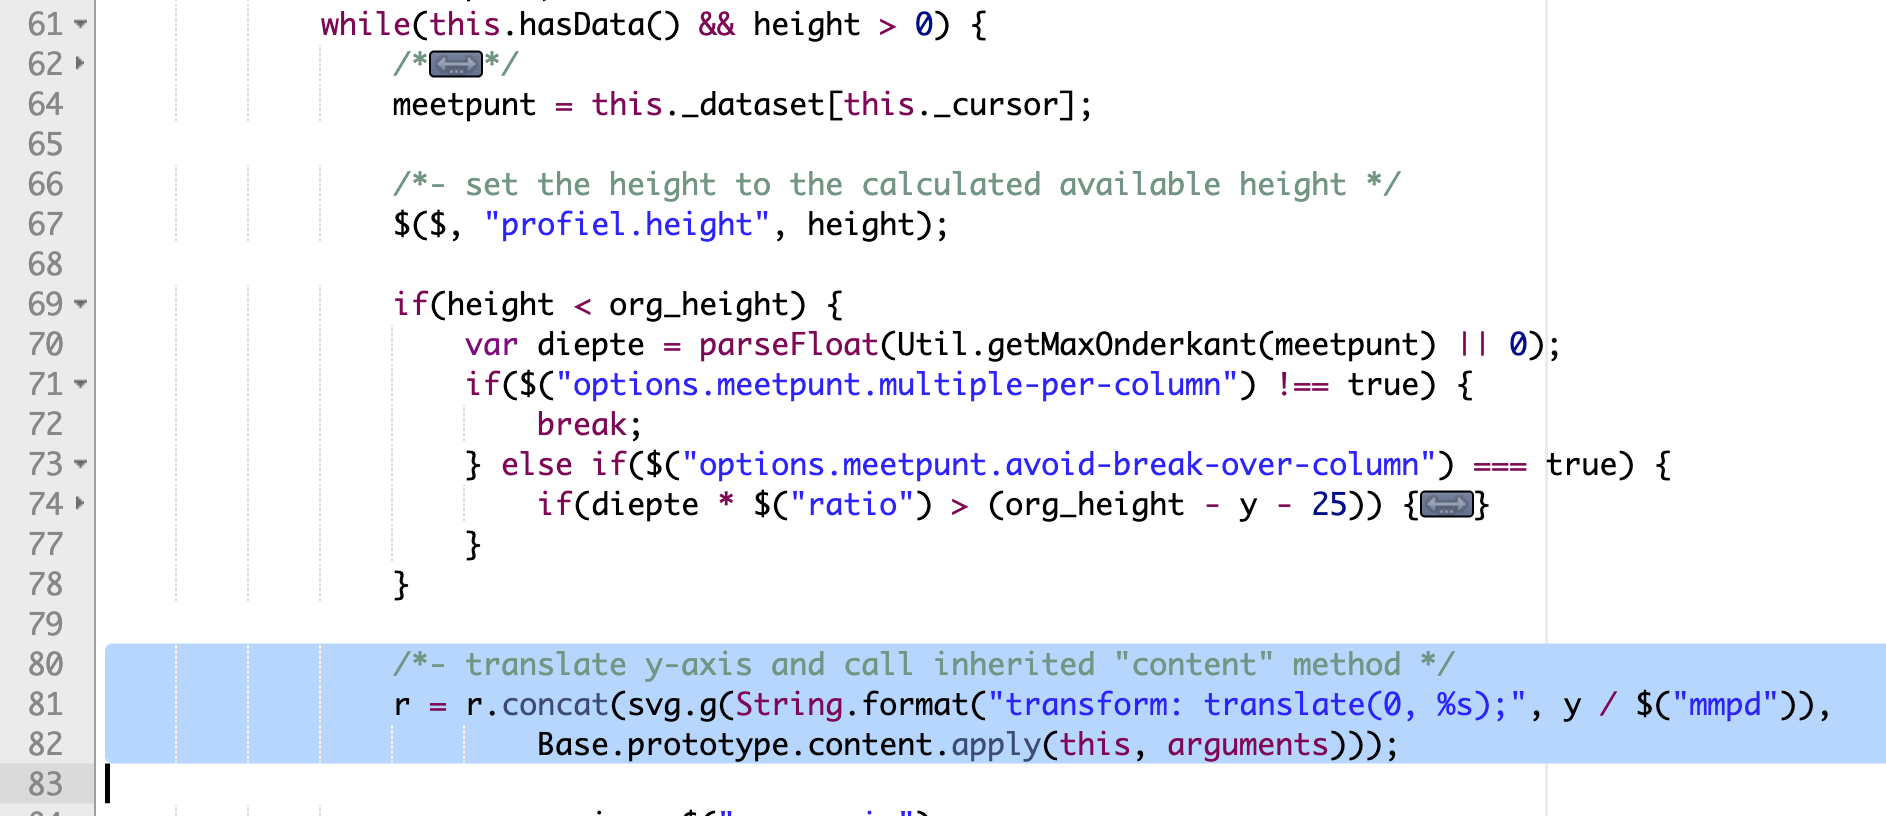 61 while(this.hasData() && height > 0) {
62 /**/
64 meetpunt = this._dataset[this._cursor];
65
66 /*- set the height to the calculated available height */
67 $($, "profiel.height", height);
68
69 if(height < org_height) {
70 var diepte = parseFloat(Util.getMaxOnderkant(meetpunt) || 0);
71 if($("options.meetpunt.multiple-per-column") !== true) {
72 break;
73 } else if($("options.meetpunt.avoid-break-over-column") === true) {
74 if(diepte * $("ratio") > (org_height - y - 25)) {}
77 }
78 }
79
80 /*- translate y-axis and call inherited "content" method */
81 r = r.concat(svg.g(String.format("transform: translate(0, %s);", y / $("mmpd")),
82 Base.prototype.content.apply(this, arguments)));
83